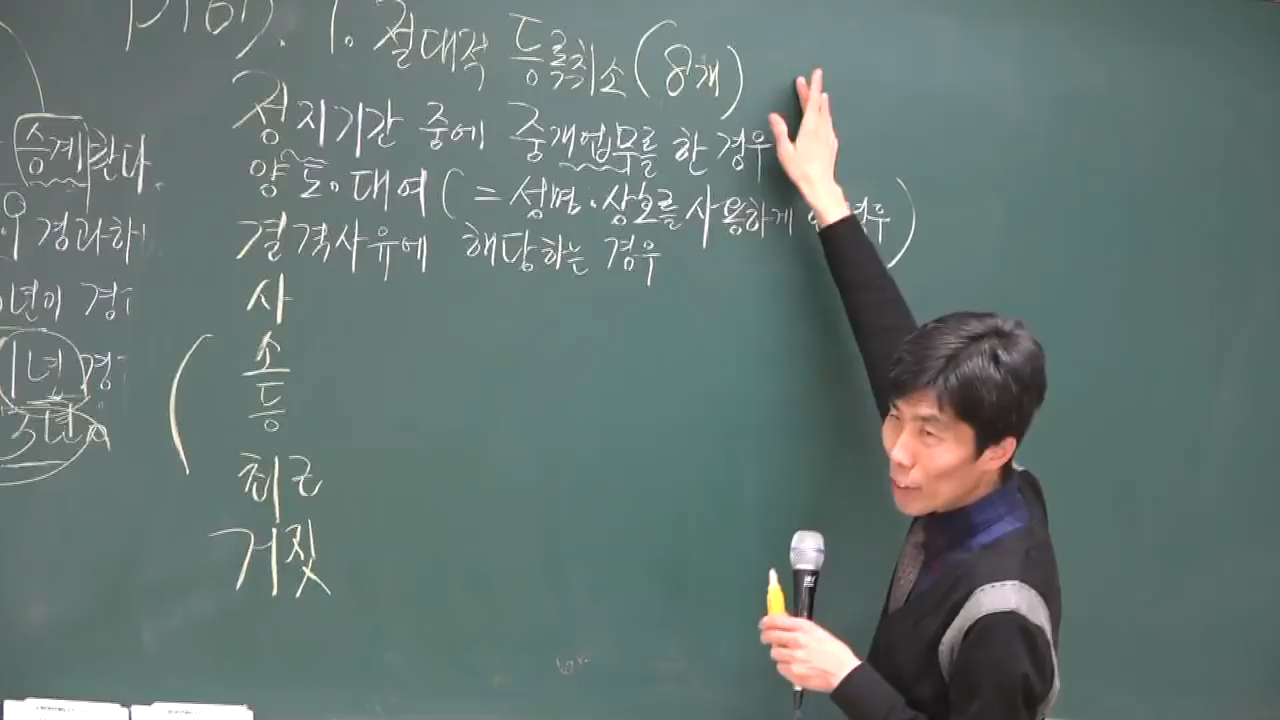 1. 절대적 등록취소 (8개)
정지기간 중에 중개업무를 한 경우
양도·대여 (= 성명·상호를 사용하게
결격사유에 해당하는 경우
사
소
등
최근
거짓
승계한다.
경과하
년이 경
1년 경
3년